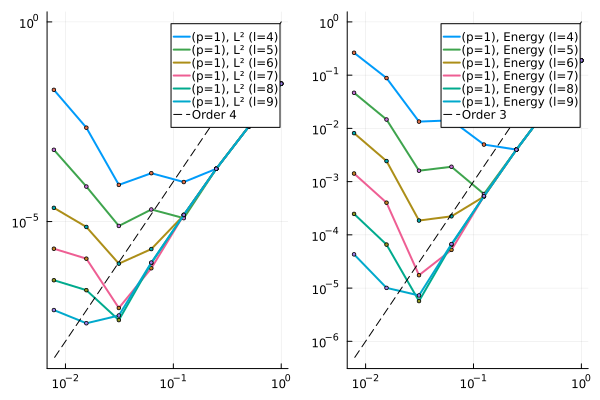 10⁰
10⁻⁵
10⁻²
10⁻¹
10⁰
(p=1), L² (l=4)
(p=1), L² (l=5)
(p=1), L² (l=6)
(p=1), L² (l=7)
(p=1), L² (l=8)
(p=1), L² (l=9)
Order 4
10⁰
10⁻¹
10⁻²
10⁻³
10⁻⁴
10⁻⁵
10⁻⁶
10⁻²
10⁻¹
10⁰
(p=1), Energy (l=4)
(p=1), Energy (l=5)
(p=1), Energy (l=6)
(p=1), Energy (l=7)
(p=1), Energy (l=8)
(p=1), Energy (l=9)
Order 3